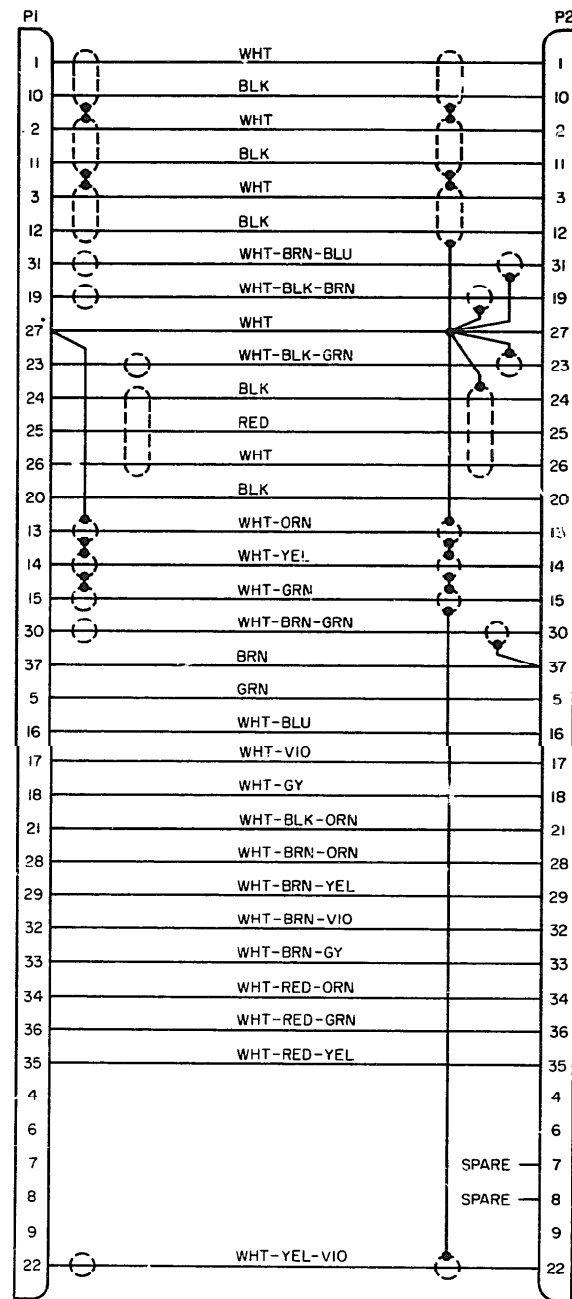 P1 P2
1 WHT 1
10 BLK 10
2 WHT 2
11 BLK 11
3 WHT 3
12 BLK 12
31 WHT-BRN-BLU 31
19 WHT-BLK-BRN 19
27 WHT 27
23 WHT-BLK-GRN 23
24 BLK 24
25 RED 25
26 WHT 26
20 BLK 20
13 WHT-ORN 13
14 WHT-YEL 14
15 WHT-GRN 15
30 WHT-BRN-GRN 30
37 BRN 37
5 GRN 5
16 WHT-BLU 16
17 WHT-VIO 17
18 WHT-GY 18
21 WHT-BLK-ORN 21
28 WHT-BRN-ORN 28
29 WHT-BRN-YEL 29
32 WHT-BRN-VIO 32
33 WHT-BRN-GY 33
34 WHT-RED-ORN 34
36 WHT-RED-GRN 36
35 WHT-RED-YEL 35
4 4
6 6
7 SPARE 7
8 SPARE 8
9 9
22 WHT-YEL-VIO 22